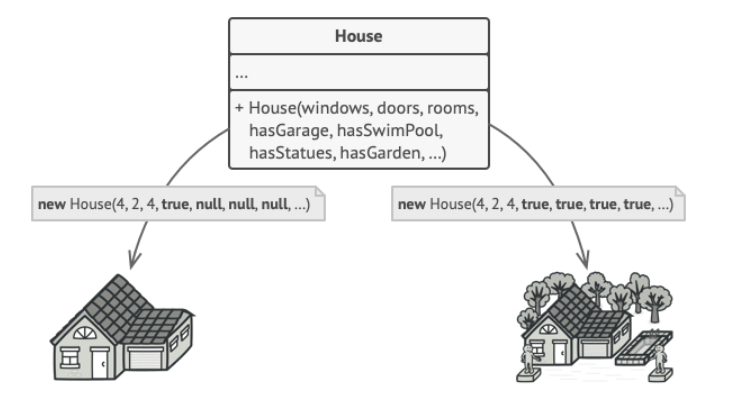 House
...
+ House(windows, doors, rooms,
hasGarage, hasSwimPool,
hasStatues, hasGarden, ...)
new House(4, 2, 4, true, null, null, null, ...)
new House(4, 2, 4, true, true, true, true, ...)